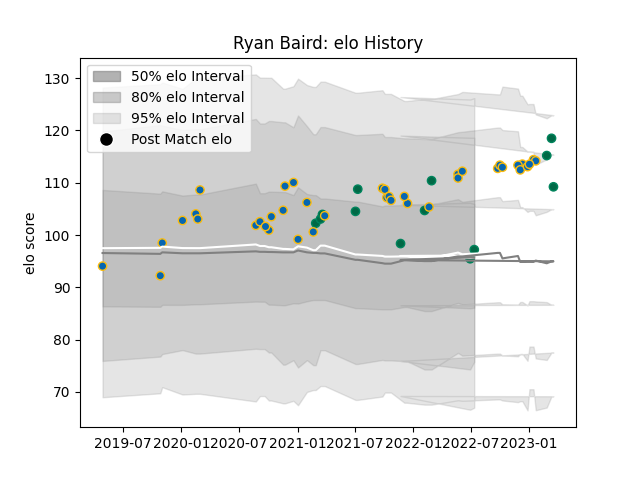 Ryan Baird: elo History
50% elo Interval
80% elo Interval
95% elo Interval
Post Match elo
elo score
130
120
110
100
90
80
70
2019-07 2020-01 2020-07 2021-01 2021-07 2022-01 2022-07 2023-01